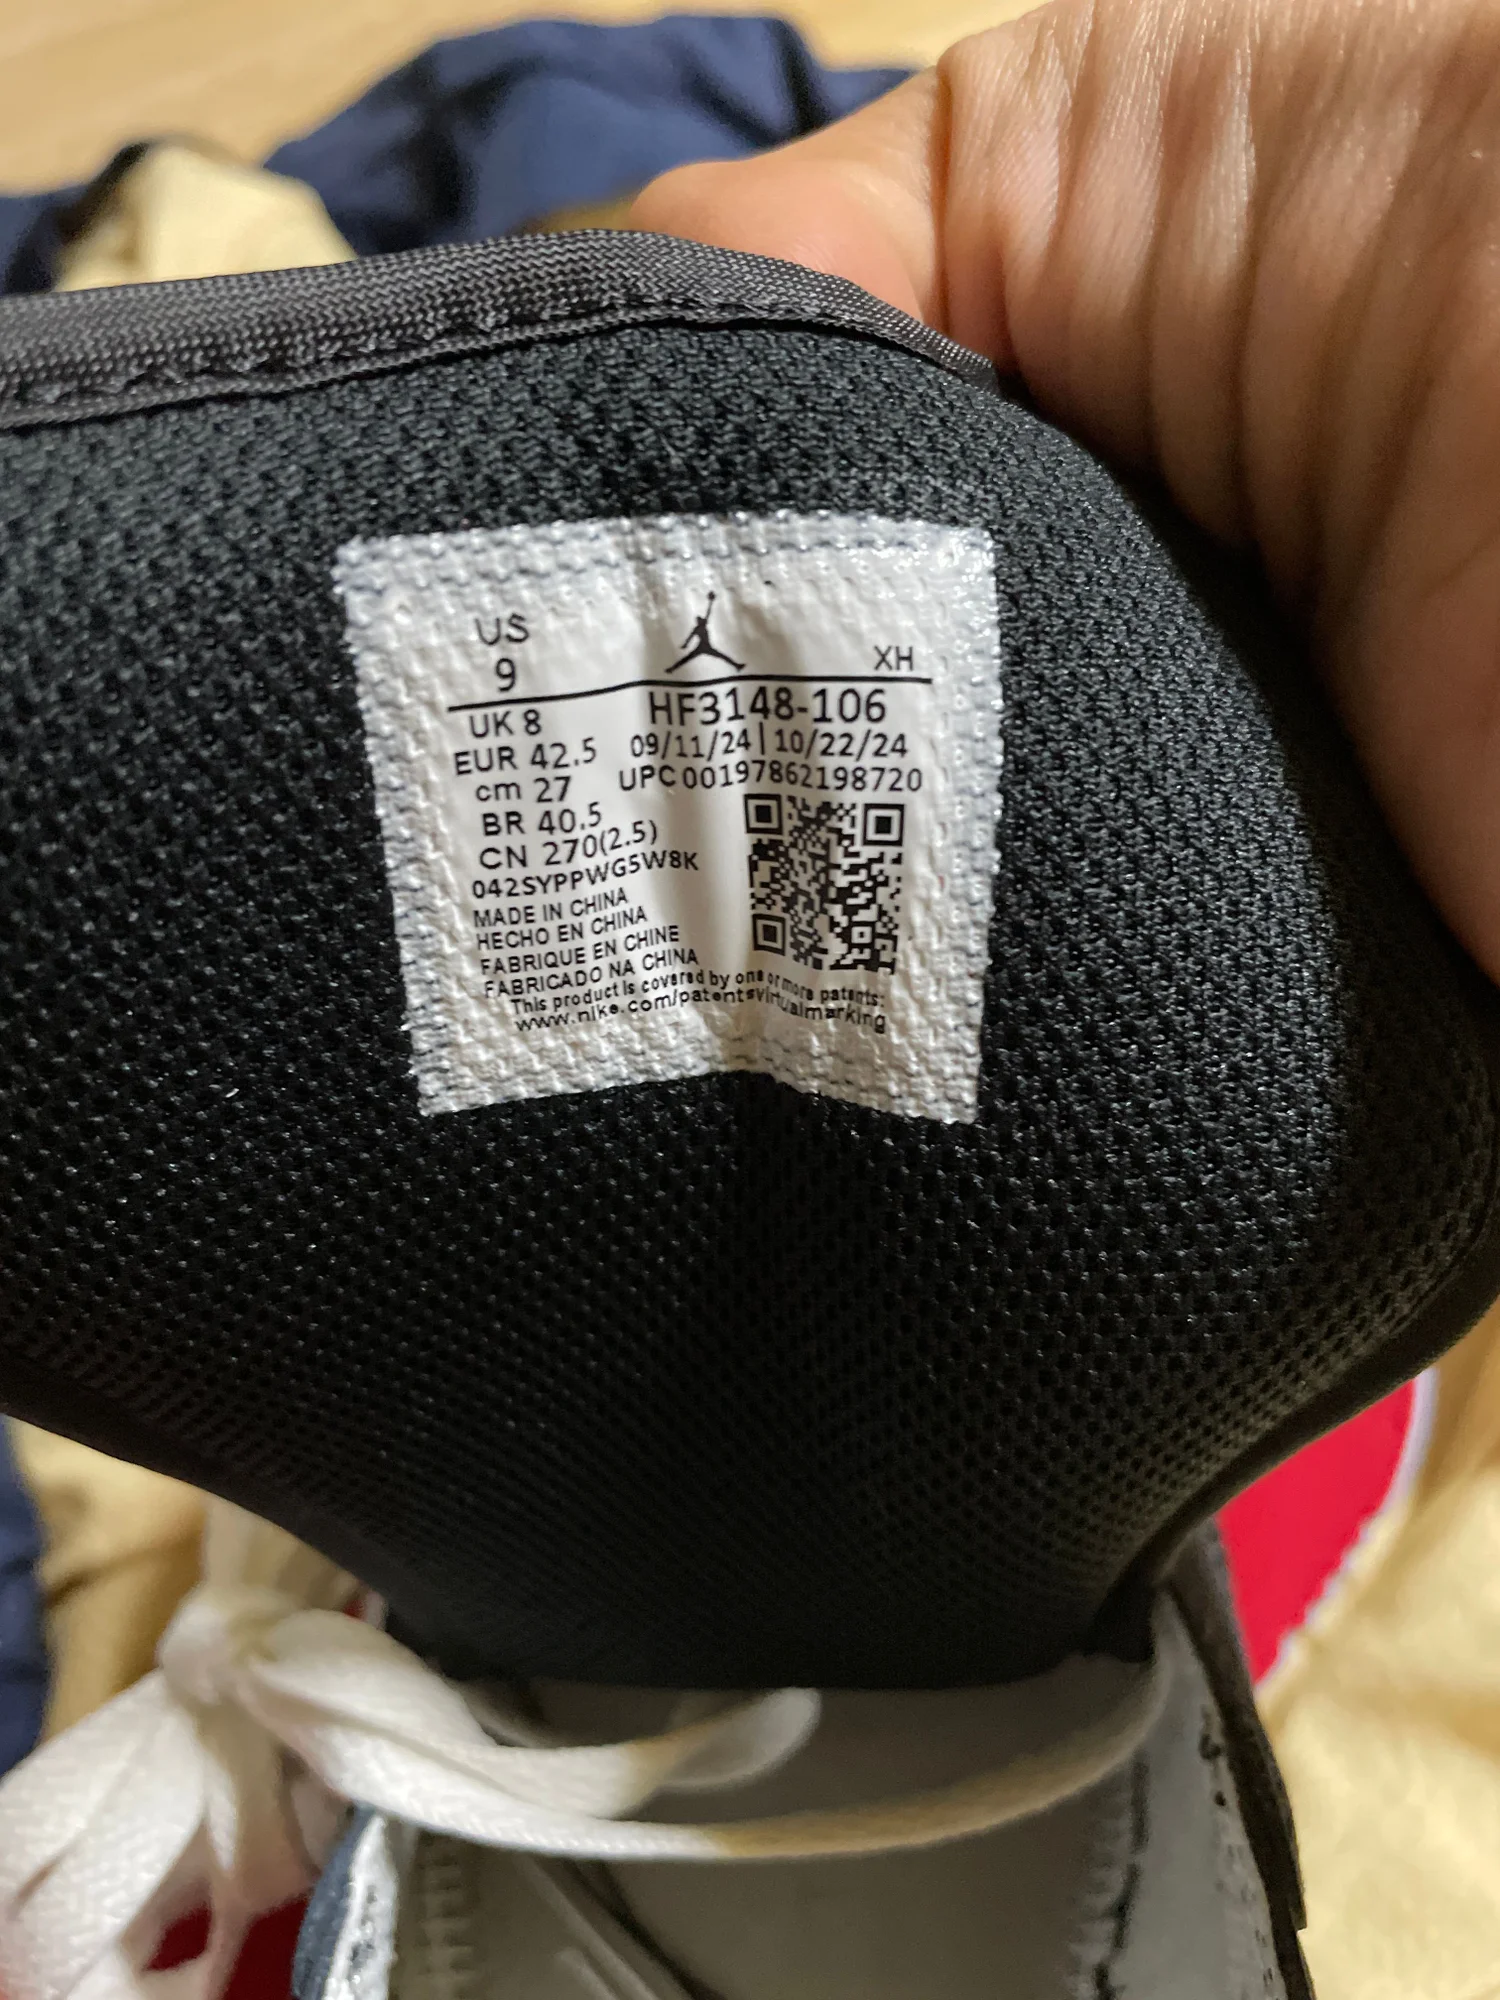 US
9
XH
UK 8
HF3148-106
EUR 42.5
09/11/24 | 10/22/24
cm 27
UPC 00197862198720
BR 40.5
CN 270(2.5)
042SYPPWG5W8K
MADE IN CHINA
HECHO EN CHINA
FABRIQUE EN CHINE
FABRICADO NA CHINA
This product is covered by one or more patents:
www.nike.com/patentsvirtualmarking